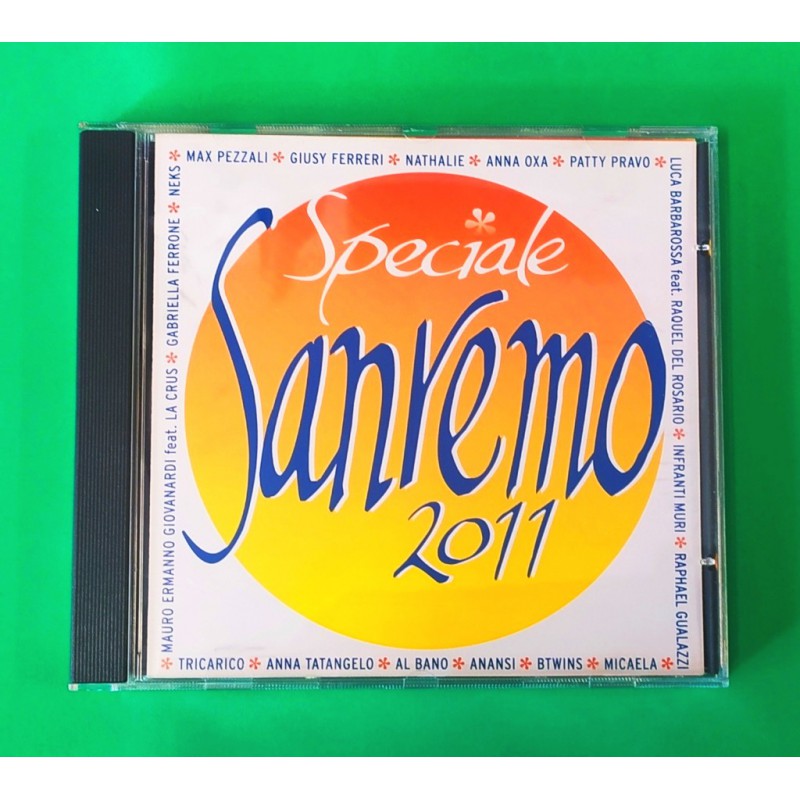 MAX PEZZALI * GIUSY FERRERI * NATHALIE * ANNA OXA * PATTY PRAVO *
LUCA BARBAROSSA feat. RAQUEL DEL ROSARIO * INFRANTI MURI * RAPHAEL GUALAZZI
Speciale
Sanremo
2011
MAURO ERMANNO GIOVANARDI feat. LA CRUS * GABRIELLA FERRONE * NEKS *
* TRICARICO * ANNA TATANGELO * AL BANO * ANANSI * BTWINS * MICAELA *